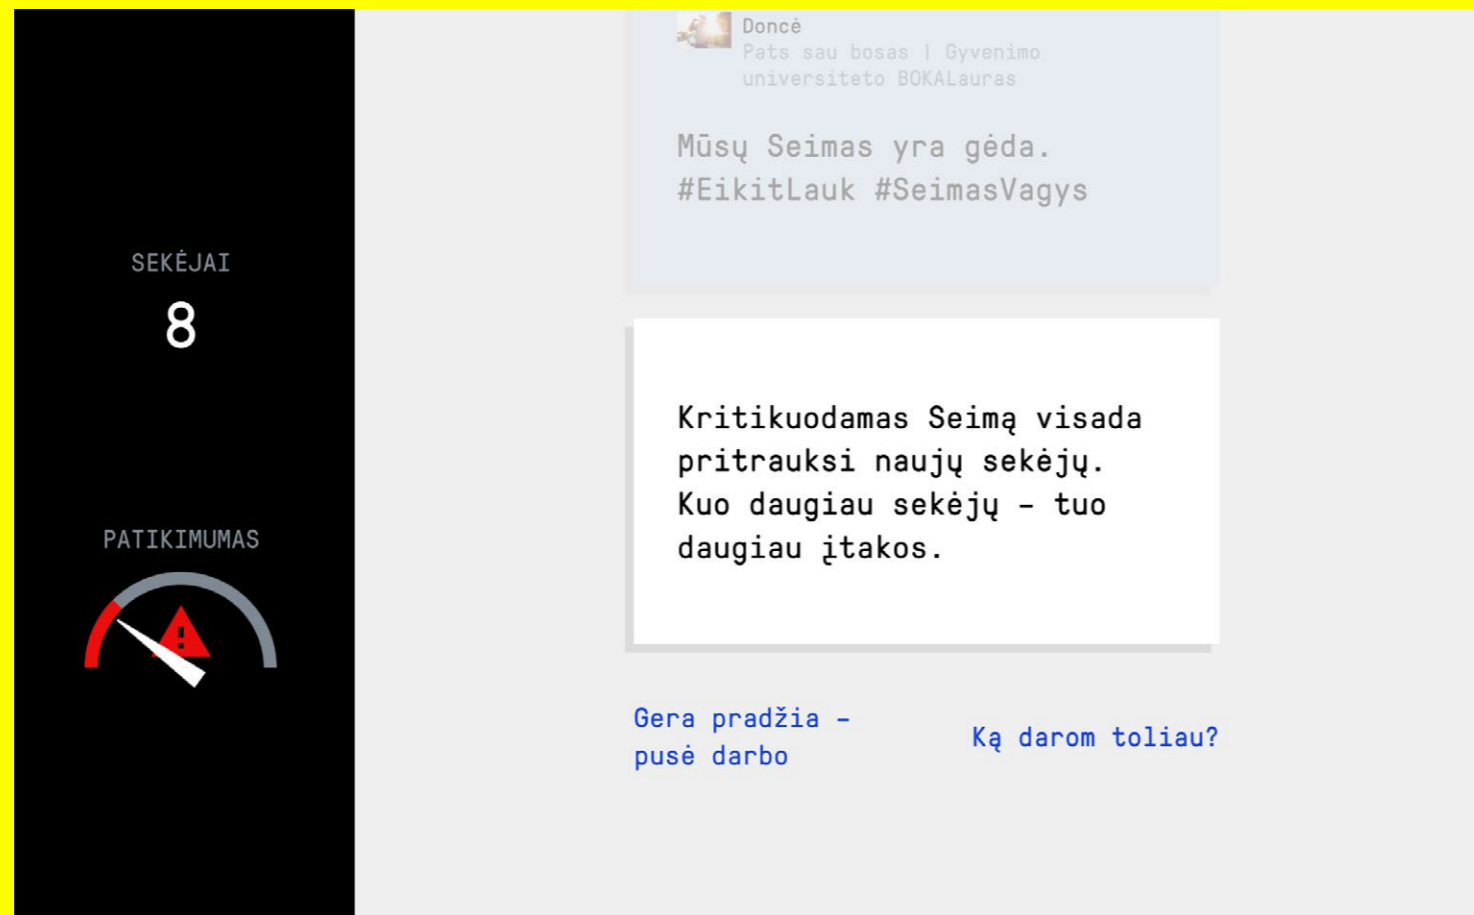 SEKĖJAI
8
PATIKIMUMAS
Doncė
Pats sau bosas | Gyvenimo
universiteto BOKALauras
Mūsų Seimas yra gėda.
#EikitLauk #SeimasVagys
Kritikuodamas Seimą visada
pritrauksi naujų sekėjų.
Kuo daugiau sekėjų – tuo
daugiau įtakos.
Gera pradžia –
pusė darbo
Ką darom toliau?